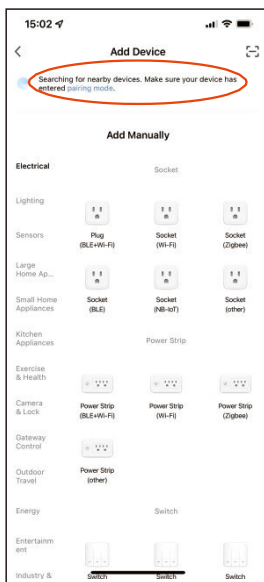 15:02
Add Device
Searching for nearby devices. Make sure your device has
entered pairing mode.
Add Manually
Electrical
Socket
Lighting
Sensors
Plug
(BLE+Wi-Fi)
Socket
(Wi-Fi)
Socket
(Zigbee)
Large
Home Ap...
Small Home
Appliances
Socket
(BLE)
Socket
(NB-IoT)
Socket
(other)
Kitchen
Appliances
Power Strip
Exercise
& Health
Camera
& Lock
Power Strip
(BLE+Wi-Fi)
Power Strip
(Wi-Fi)
Power Strip
(Zigbee)
Gateway
Control
Outdoor
Travel
Power Strip
(other)
Energy
Switch
Entertainm
ent
Industry &
Switch
Switch
Switch